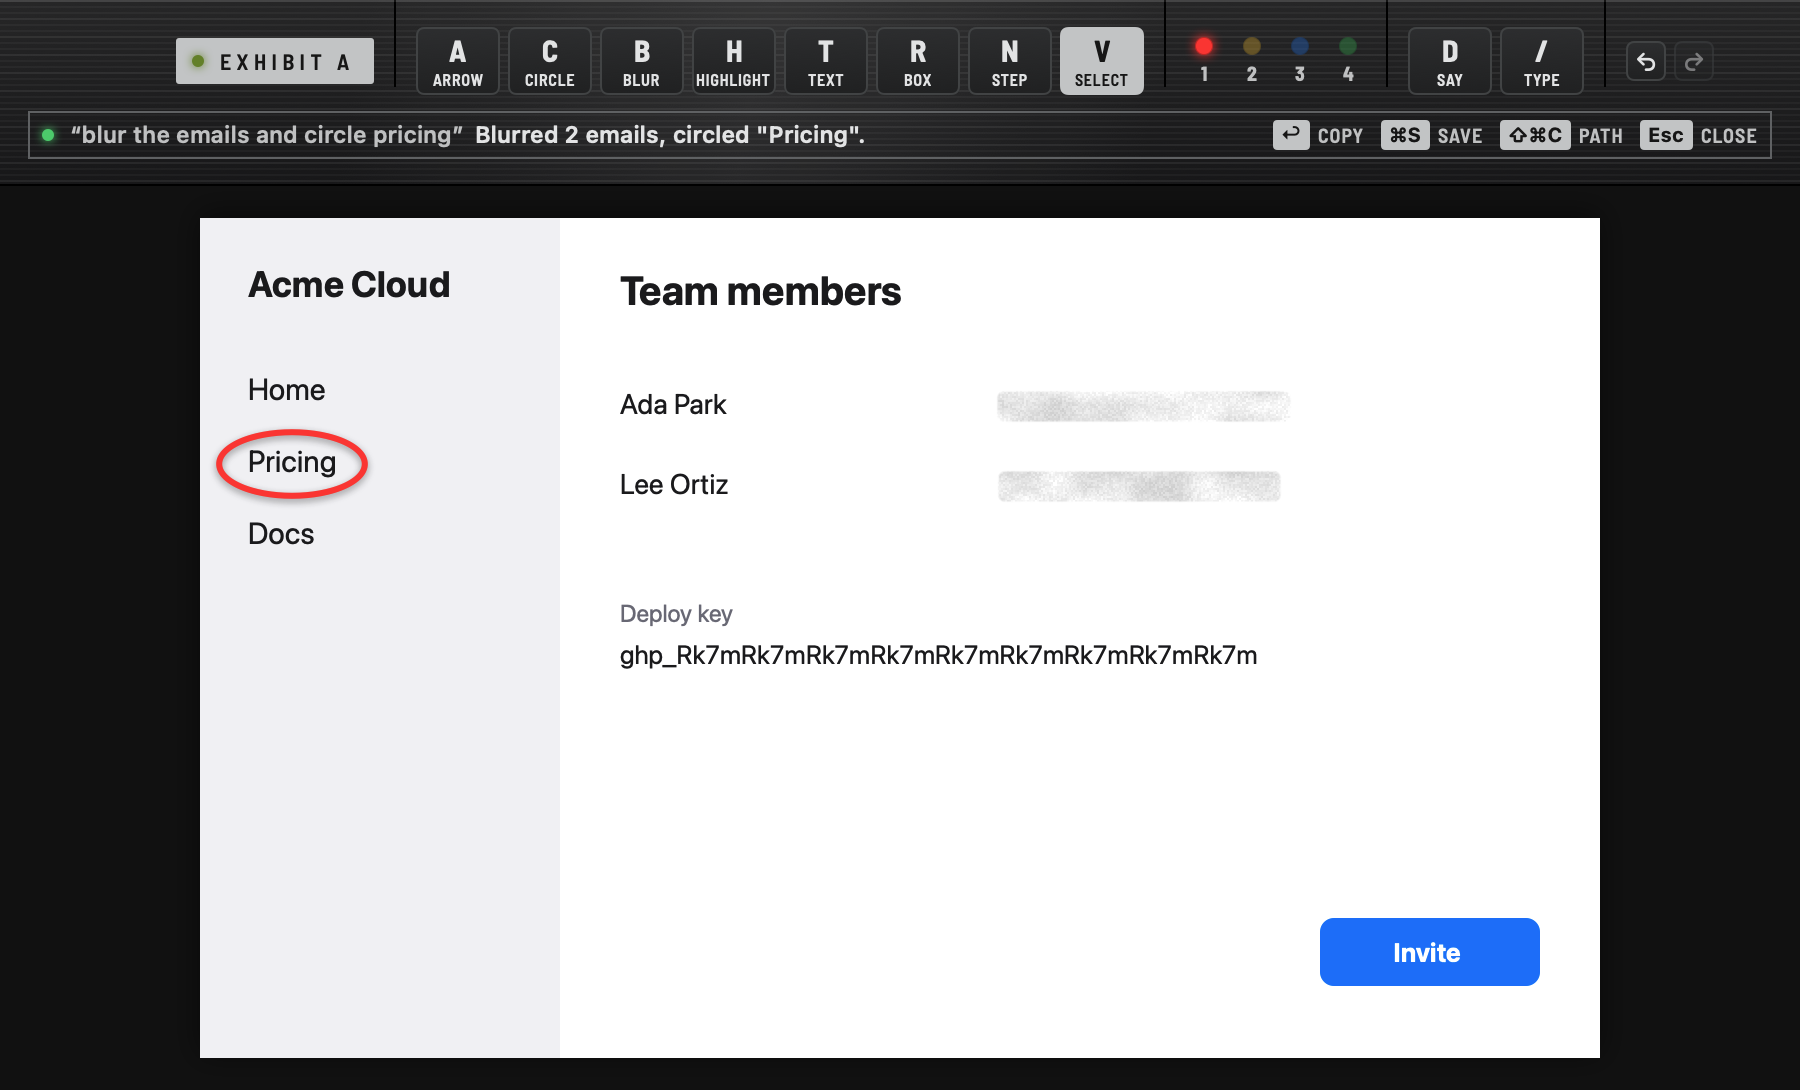 EXHIBIT A
A ARROW
C CIRCLE
B BLUR
H HIGHLIGHT
T TEXT
R BOX
N STEP
V SELECT
1 2 3 4
D SAY
/ TYPE
“blur the emails and circle pricing” Blurred 2 emails, circled "Pricing".
↩ COPY ⌘S SAVE ⇧⌘C PATH Esc CLOSE
Acme Cloud
Home
Pricing
Docs
Team members
Ada Park
Lee Ortiz
Deploy key
ghp_Rk7mRk7mRk7mRk7mRk7mRk7mRk7mRk7mRk7m
Invite